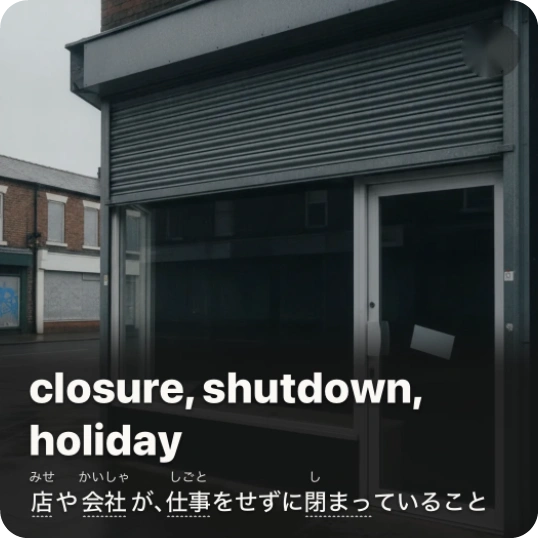 closure, shutdown,
holiday
みせ かいしゃ しごと し
店や会社が、仕事をせずに閉まっていること